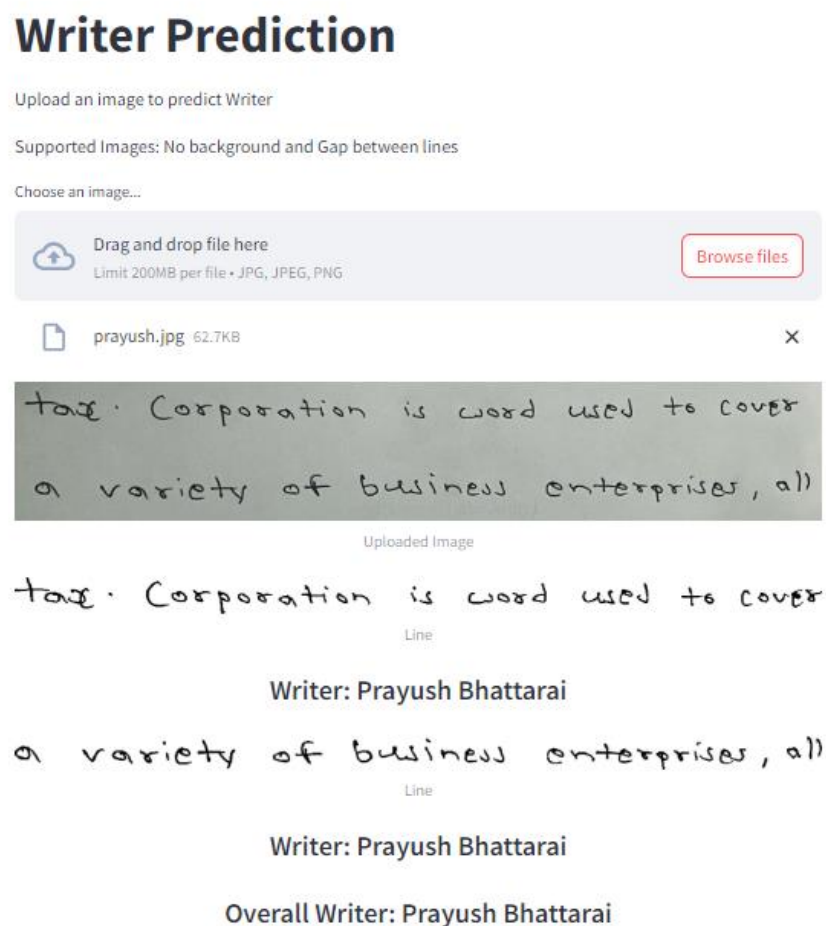 Writer Prediction
Upload an image to predict Writer
Supported Images: No background and Gap between lines
Choose an image...
Drag and drop file here
Limit 200MB per file • JPG, JPEG, PNG
Browse files
prayush.jpg 62.7KB
tax. Corporation is word used to cover
a variety of business enterprises, all
Uploaded Image
tax. Corporation is word used to cover
Line
Writer: Prayush Bhattarai
a variety of business enterprises, all
Line
Writer: Prayush Bhattarai
Overall Writer: Prayush Bhattarai